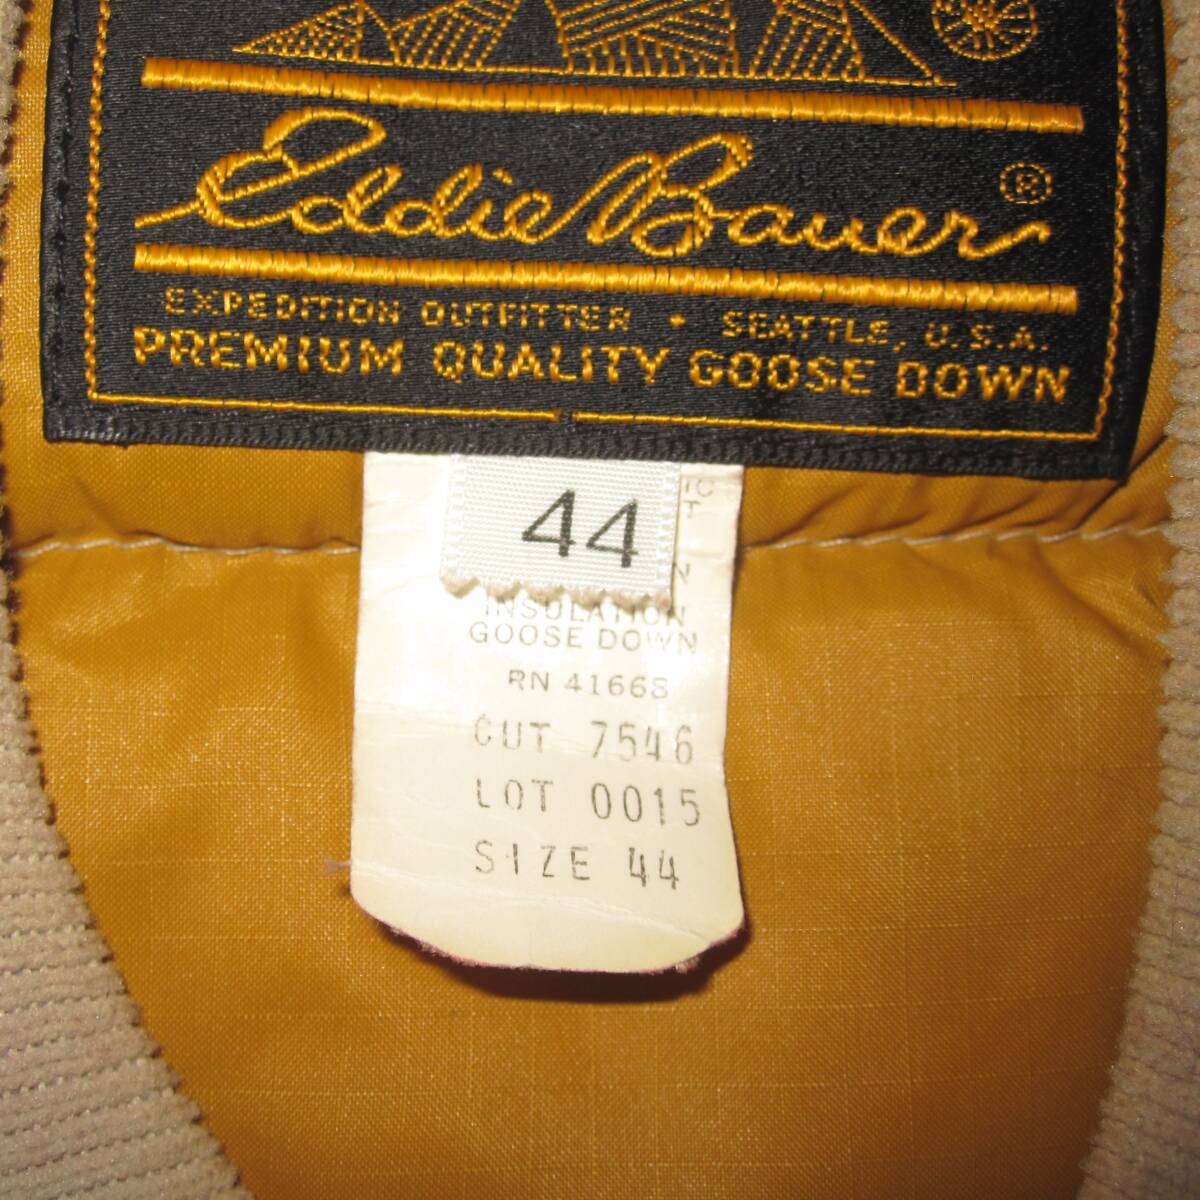 Eddie Bauer ®
EXPEDITION OUTFITTER • SEATTLE, U.S.A.
PREMIUM QUALITY GOOSE DOWN
44
INSULATION
GOOSE DOWN
RN 41668
CUT 7546
LOT 0015
SIZE 44